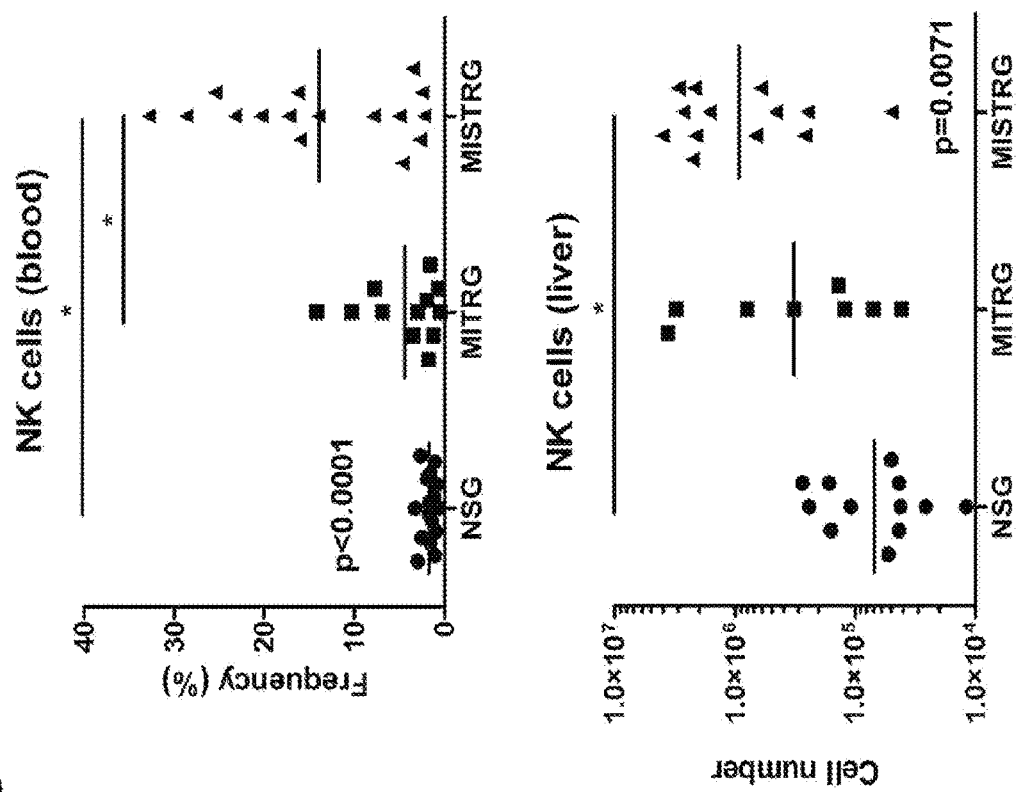 NK cells (blood)
*
*
p<0.0001
40
30
20
10
0
Frequency (%)
NSG
MITRG
MISTRG
NK cells (liver)
*
p=0.0071
1.0×10⁷
1.0×10⁶
1.0×10⁵
1.0×10⁴
Cell number
NSG
MITRG
MISTRG